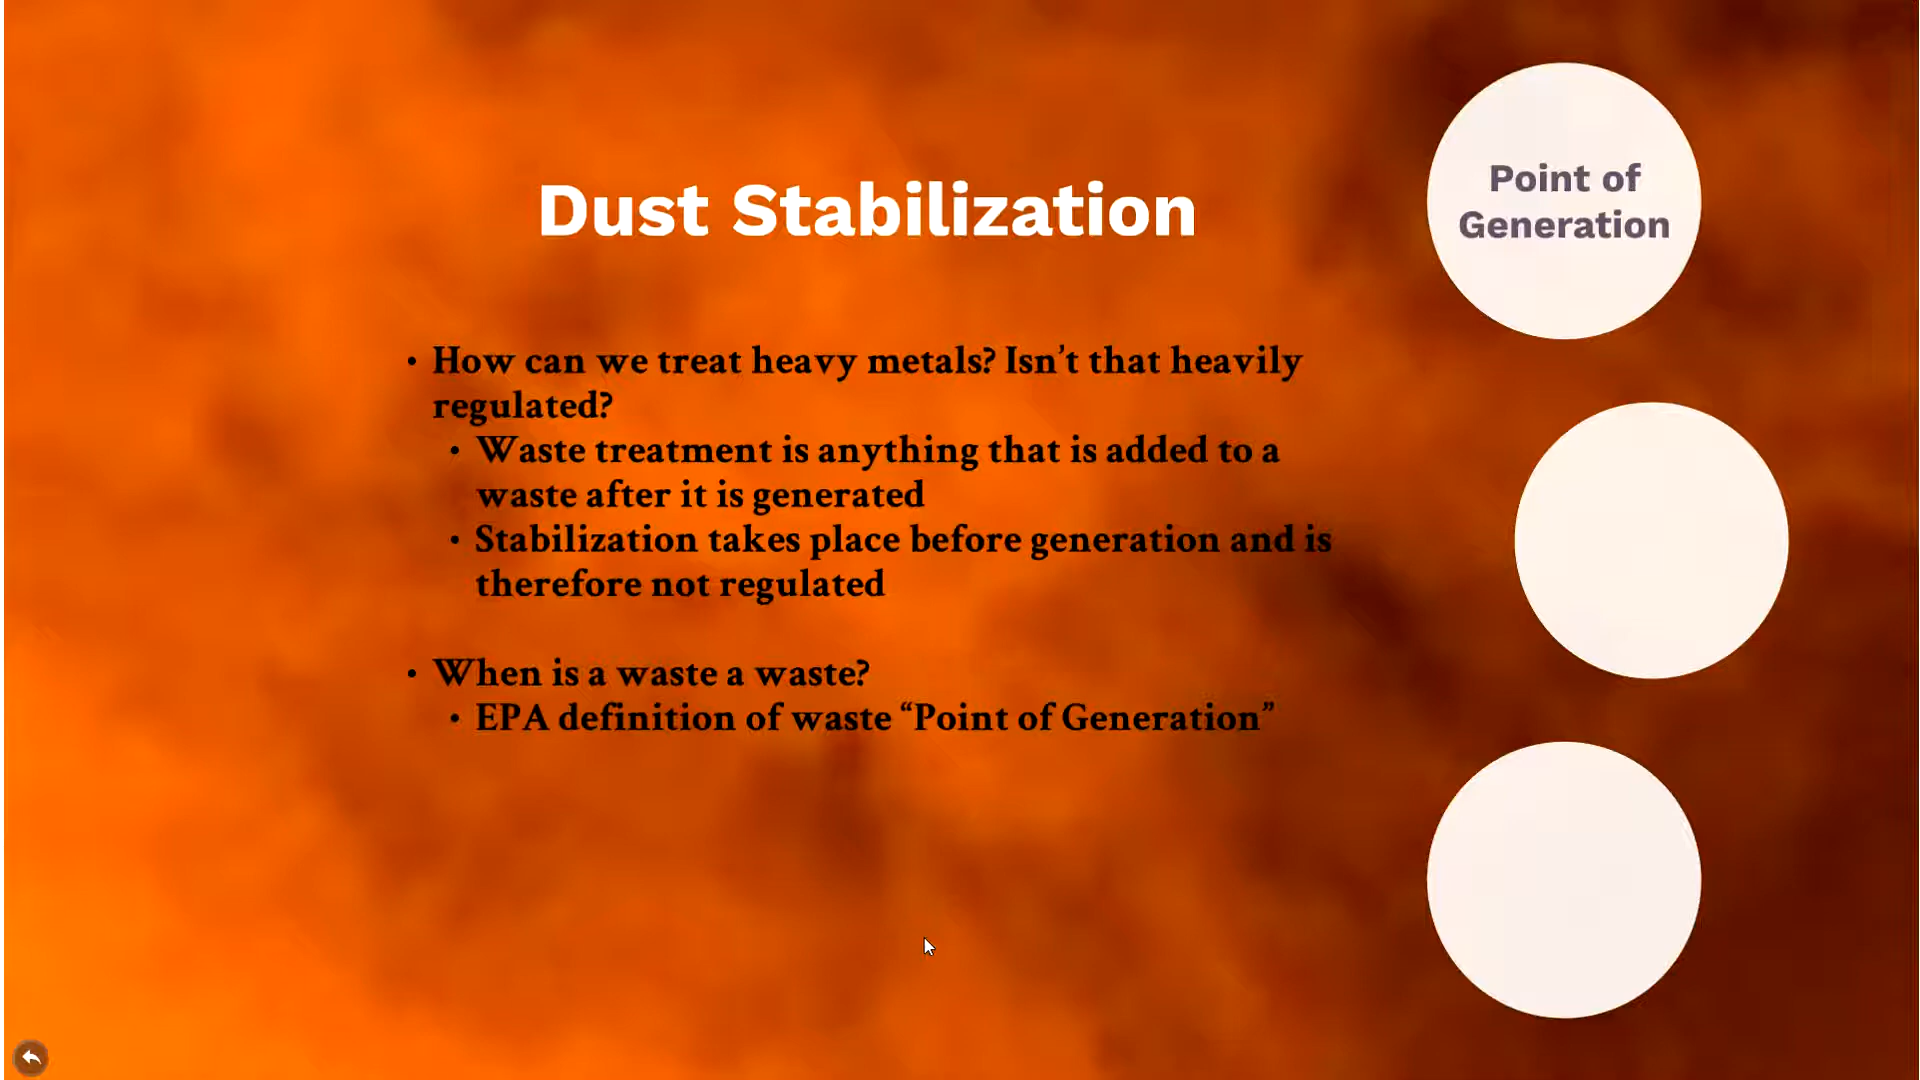 Dust Stabilization
Point of
Generation
• How can we treat heavy metals? Isn’t that heavily
regulated?
• Waste treatment is anything that is added to a
waste after it is generated
• Stabilization takes place before generation and is
therefore not regulated
• When is a waste a waste?
• EPA definition of waste “Point of Generation”